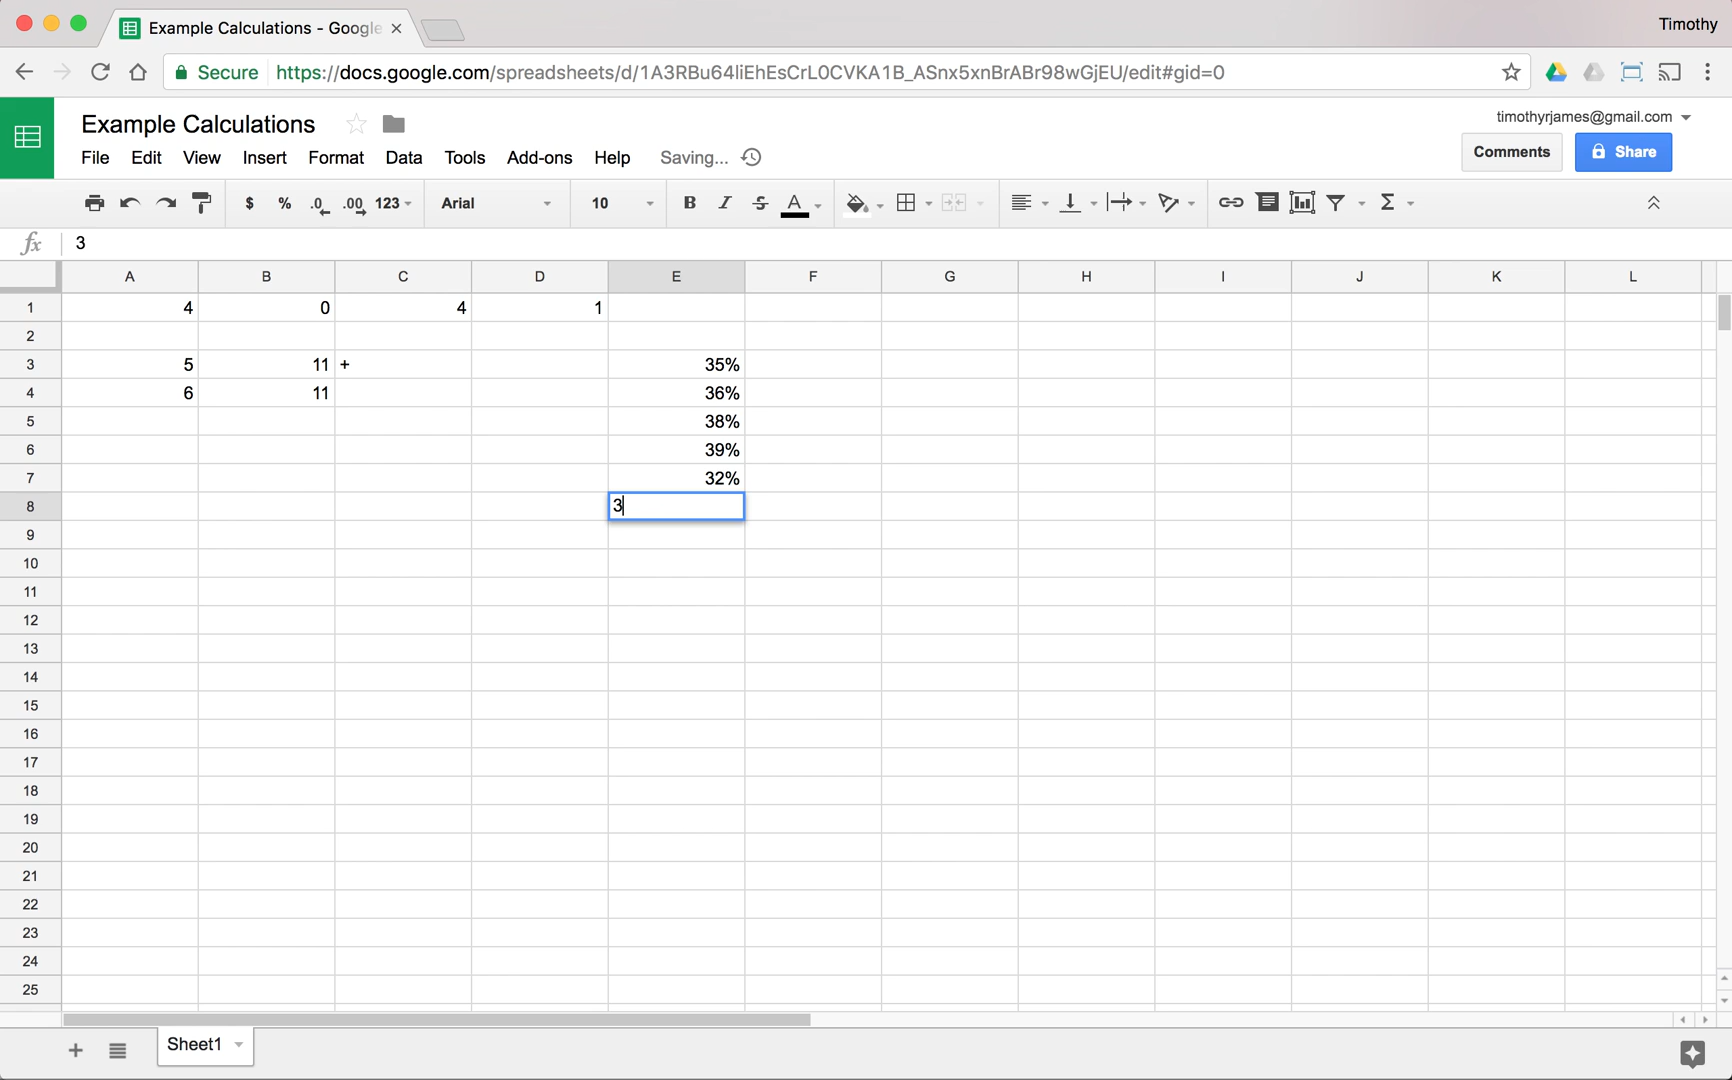 Example Calculations - Google
Timothy
Secure https://docs.google.com/spreadsheets/d/1A3RBu64liEhEsCrL0CVKA1B_ASnx5xnBrABr98wGjEU/edit#gid=0
Example Calculations
timothyrjames@gmail.com
File Edit View Insert Format Data Tools Add-ons Help Saving...
Comments Share
$ % .0 .00 123 Arial 10 B I S A Σ
fx 3
A B C D E F G H I J K L
1 4 0 4 1
2
3 5 11 + 35%
4 6 11 36%
5 38%
6 39%
7 32%
8 3
9
10
11
12
13
14
15
16
17
18
19
20
21
22
23
24
25
Sheet1